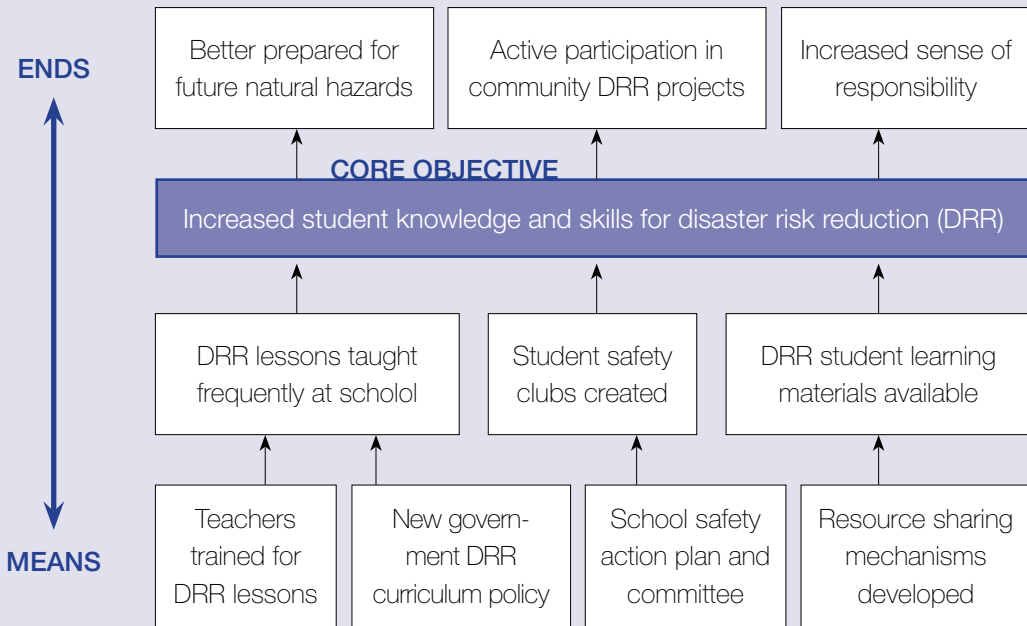 ENDS
Better prepared for
future natural hazards
Active participation in
community DRR projects
Increased sense of
responsibility
CORE OBJECTIVE
Increased student knowledge and skills for disaster risk reduction (DRR)
DRR lessons taught
frequently at scholol
Student safety
clubs created
DRR student learning
materials available
MEANS
Teachers
trained for
DRR lessons
New govern-
ment DRR
curriculum policy
School safety
action plan and
committee
Resource sharing
mechanisms
developed